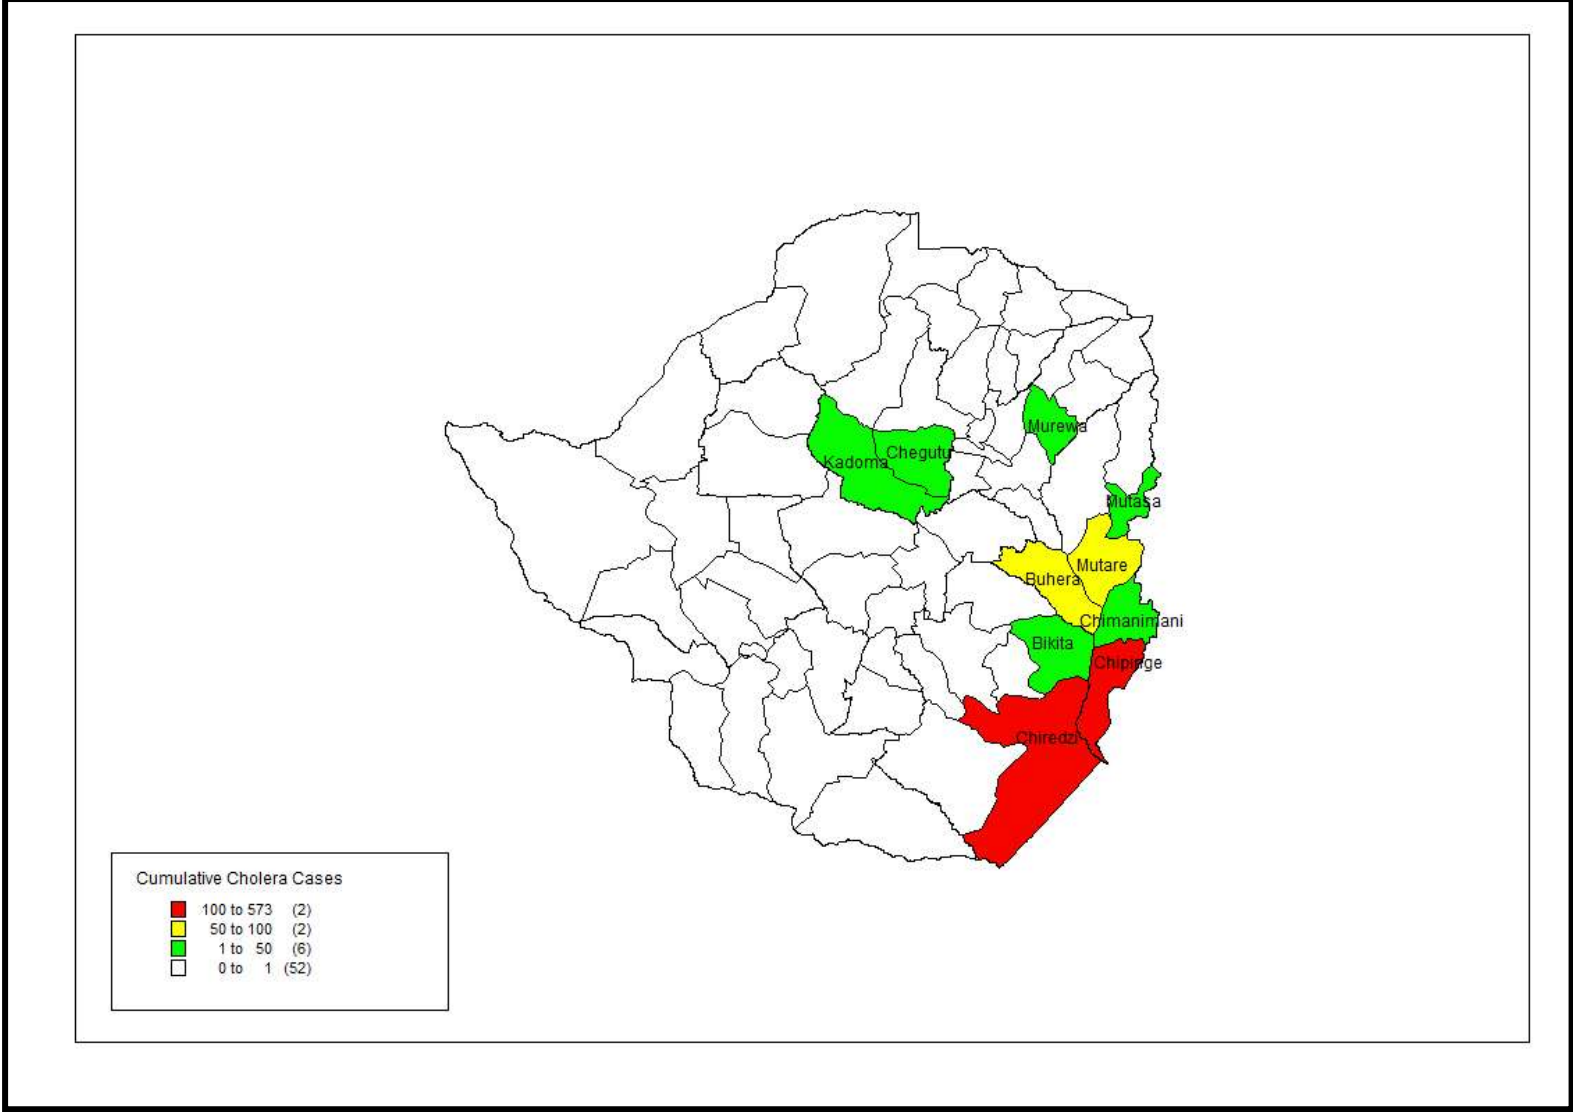 Murewa
Chegutu
Kadoma
Mutasa
Mutare
Buhera
Chimanimani
Bikita
Chipinge
Chiredzi
Cumulative Cholera Cases
100 to 573 (2)
50 to 100 (2)
1 to 50 (6)
0 to 1 (52)